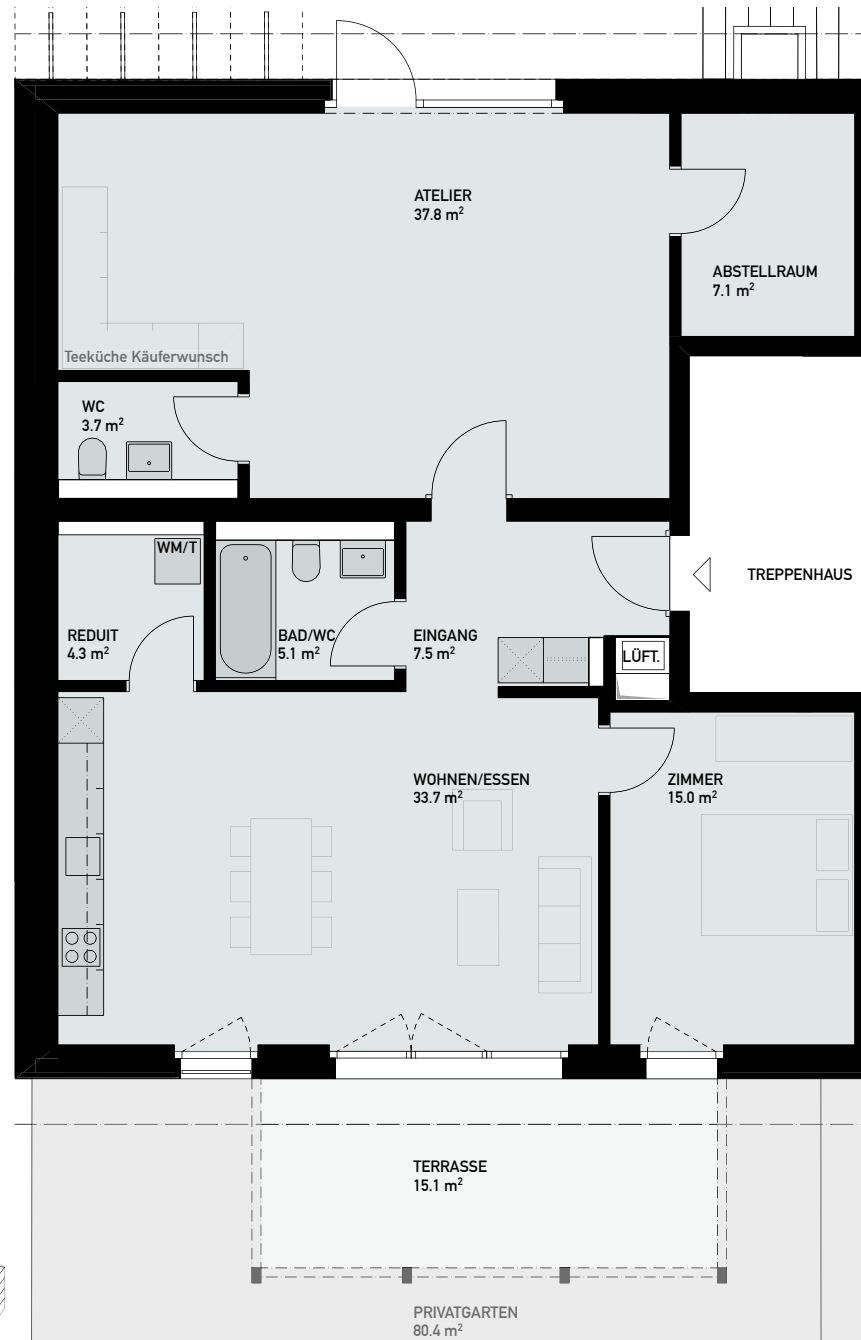 ATELIER
37.8 m²
ABSTELLRAUM
7.1 m²
Teeküche Käuferwunsch
WC
3.7 m²
WM/T
TREPPENHAUS
REDUIT
4.3 m²
BAD/WC
5.1 m²
EINGANG
7.5 m²
LÜFT.
WOHNEN/ESSEN
33.7 m²
ZIMMER
15.0 m²
TERRASSE
15.1 m²
PRIVATGARTEN
80.4 m²